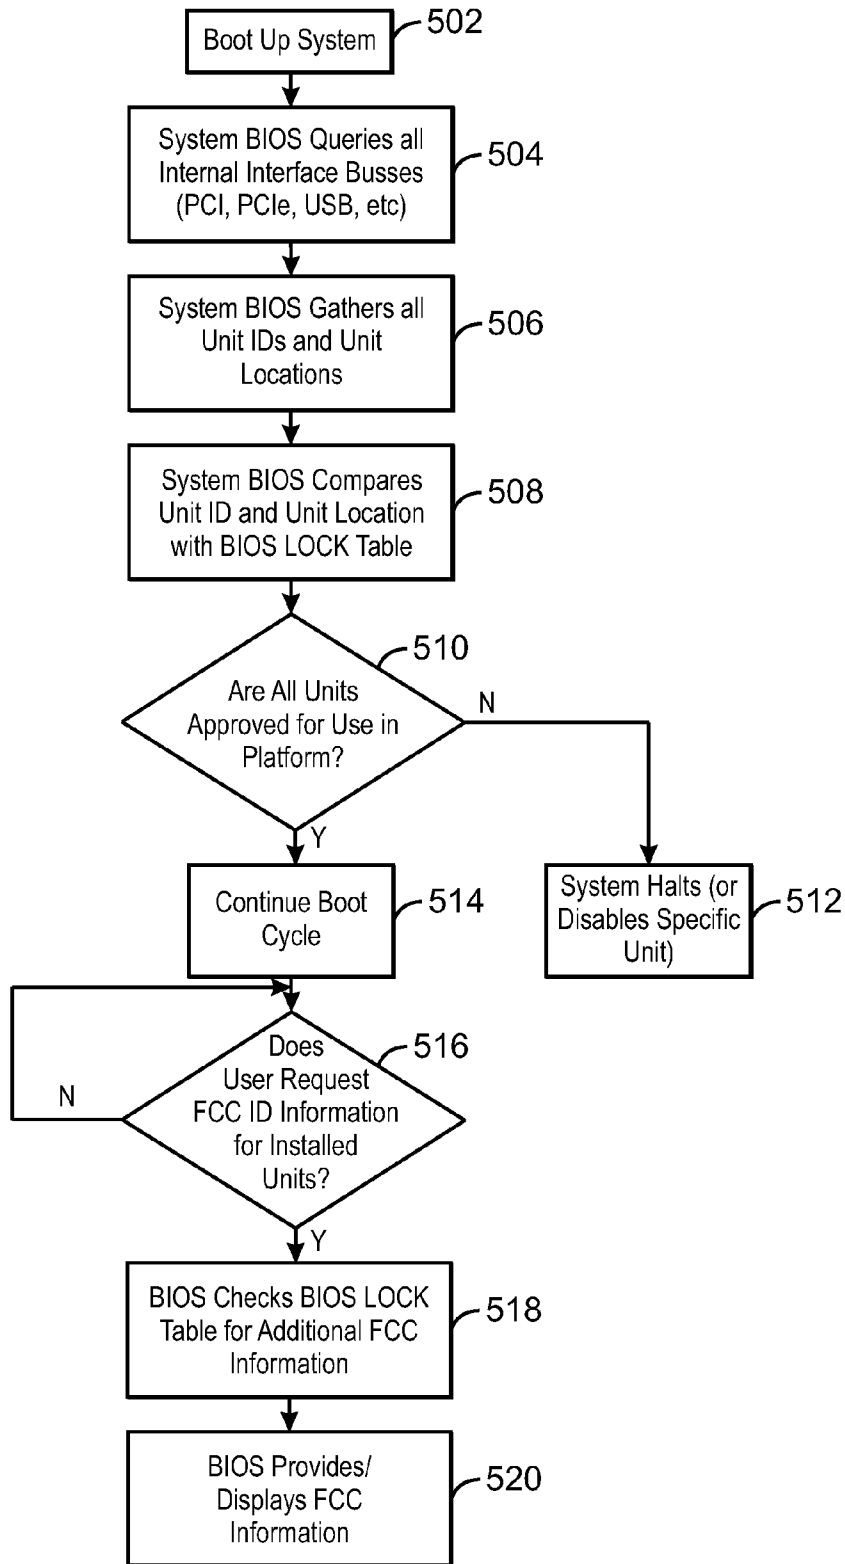 Boot Up System
502
System BIOS Queries all
Internal Interface Busses
(PCI, PCIe, USB, etc)
504
System BIOS Gathers all
Unit IDs and Unit
Locations
506
System BIOS Compares
Unit ID and Unit Location
with BIOS LOCK Table
508
510
Are All Units
Approved for Use in
Platform?
N
Y
Continue Boot
Cycle
514
System Halts (or
Disables Specific
Unit)
512
Does
User Request
FCC ID Information
for Installed
Units?
516
N
Y
BIOS Checks BIOS LOCK
Table for Additional FCC
Information
518
BIOS Provides/
Displays FCC
Information
520